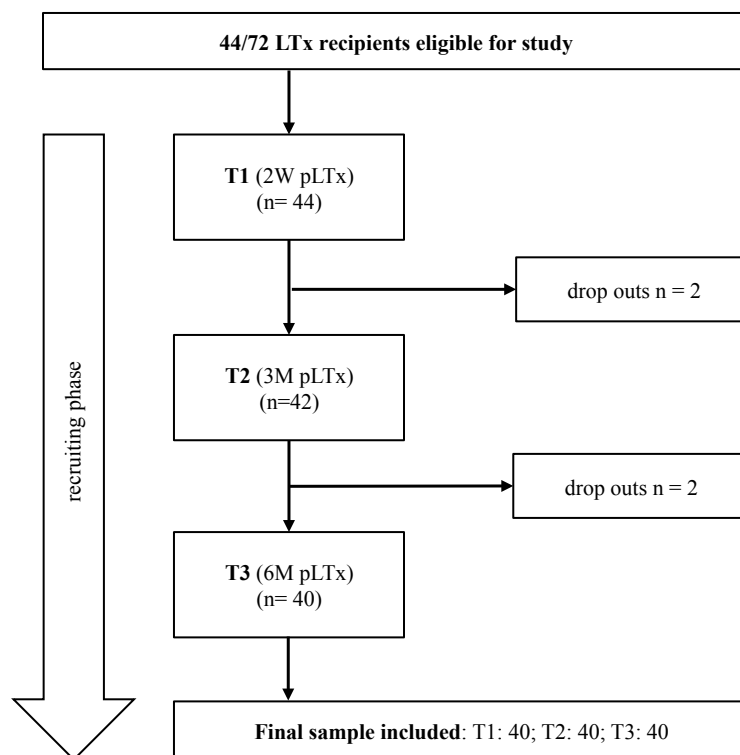 44/72 LTx recipients eligible for study
T1 (2W pLTx)
(n= 44)
drop outs n = 2
T2 (3M pLTx)
(n=42)
recruiting phase
drop outs n = 2
T3 (6M pLTx)
(n= 40)
Final sample included: T1: 40; T2: 40; T3: 40